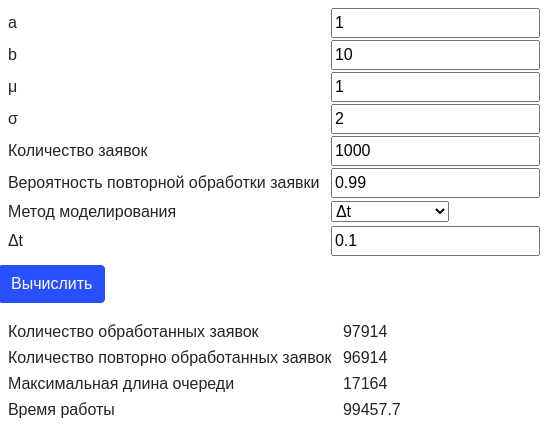 a 1
b 10
μ 1
σ 2
Количество заявок 1000
Вероятность повторной обработки заявки 0.99
Метод моделирования Δt
Δt 0.1
Вычислить
Количество обработанных заявок 97914
Количество повторно обработанных заявок 96914
Максимальная длина очереди 17164
Время работы 99457.7